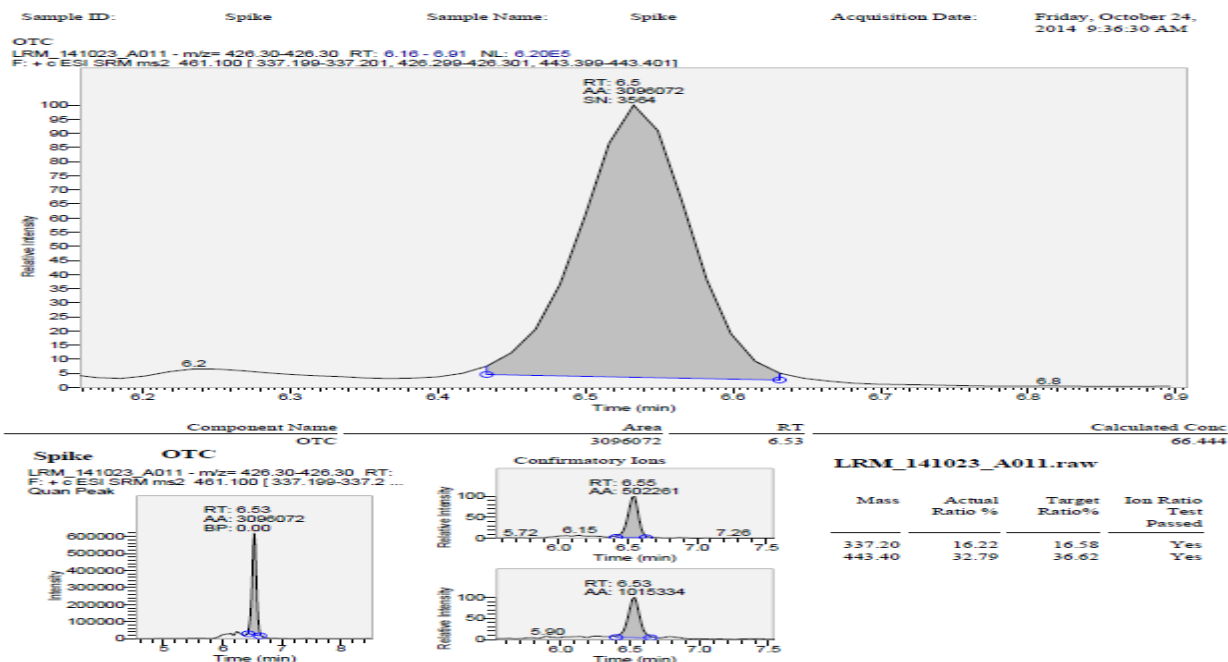 Sample ID: Spike Sample Name: Spike Acquisition Date: Friday, October 24,
2014 9:36:30 AM
OTC
LRM_141023_A011 - m/z= 426.30-426.30 RT: 6.16 - 6.91 NL: 6.20E5
F: + c ESI SRM ms2 461.100 [ 337.199-337.201, 426.299-426.301, 443.399-443.401]
RT: 6.5
AA: 3096072
SN: 3564
100
95
90
85
80
75
70
65
60
55
50
45
40
35
30
25
20
15
10
5
0
Relative Intensity
6.2
6.8
6.2 6.3 6.4 6.5 6.6 6.7 6.8 6.9
Time (min)
Component Name Area RT Calculated Conc
OTC 3096072 6.53 66.444
Spike OTC
LRM_141023_A011 - m/z= 426.30-426.30 RT:
F: + c ESI SRM ms2 461.100 [ 337.199-337.2 ...
Quan Peak
RT: 6.53
AA: 3096072
BP: 0.00
600000
500000
400000
300000
200000
100000
0
Intensity
5 6 7 8
Time (min)
Confirmatory Ions
RT: 6.55
AA: 502261
100
50
0
Relative Intensity
5.72 6.15 7.26
6.0 6.5 7.0 7.5
Time (min)
RT: 6.53
AA: 1015334
100
50
0
Relative Intensity
5.90
6.0 6.5 7.0 7.5
Time (min)
LRM_141023_A011.raw
Mass Actual Ratio % Target Ratio% Ion Ratio Test Passed
337.20 16.22 16.58 Yes
443.40 32.79 36.62 Yes